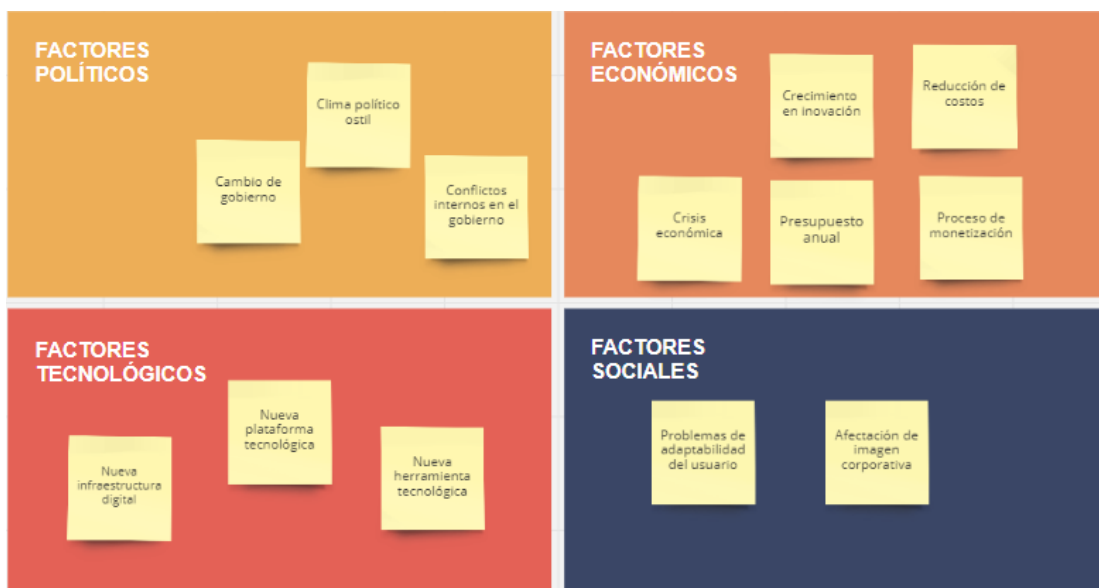 FACTORES
POLÍTICOS
Clima político
ostil
Cambio de
gobierno
Conflictos
internos en el
gobierno
FACTORES
ECONÓMICOS
Crecimiento
en inovación
Reducción de
costos
Crisis
económica
Presupuesto
anual
Proceso de
monetización
FACTORES
TECNOLÓGICOS
Nueva
plataforma
tecnológica
Nueva
infraestructura
digital
Nueva
herramienta
tecnológica
FACTORES
SOCIALES
Problemas de
adaptabilidad
del usuario
Afectación de
imagen
corporativa